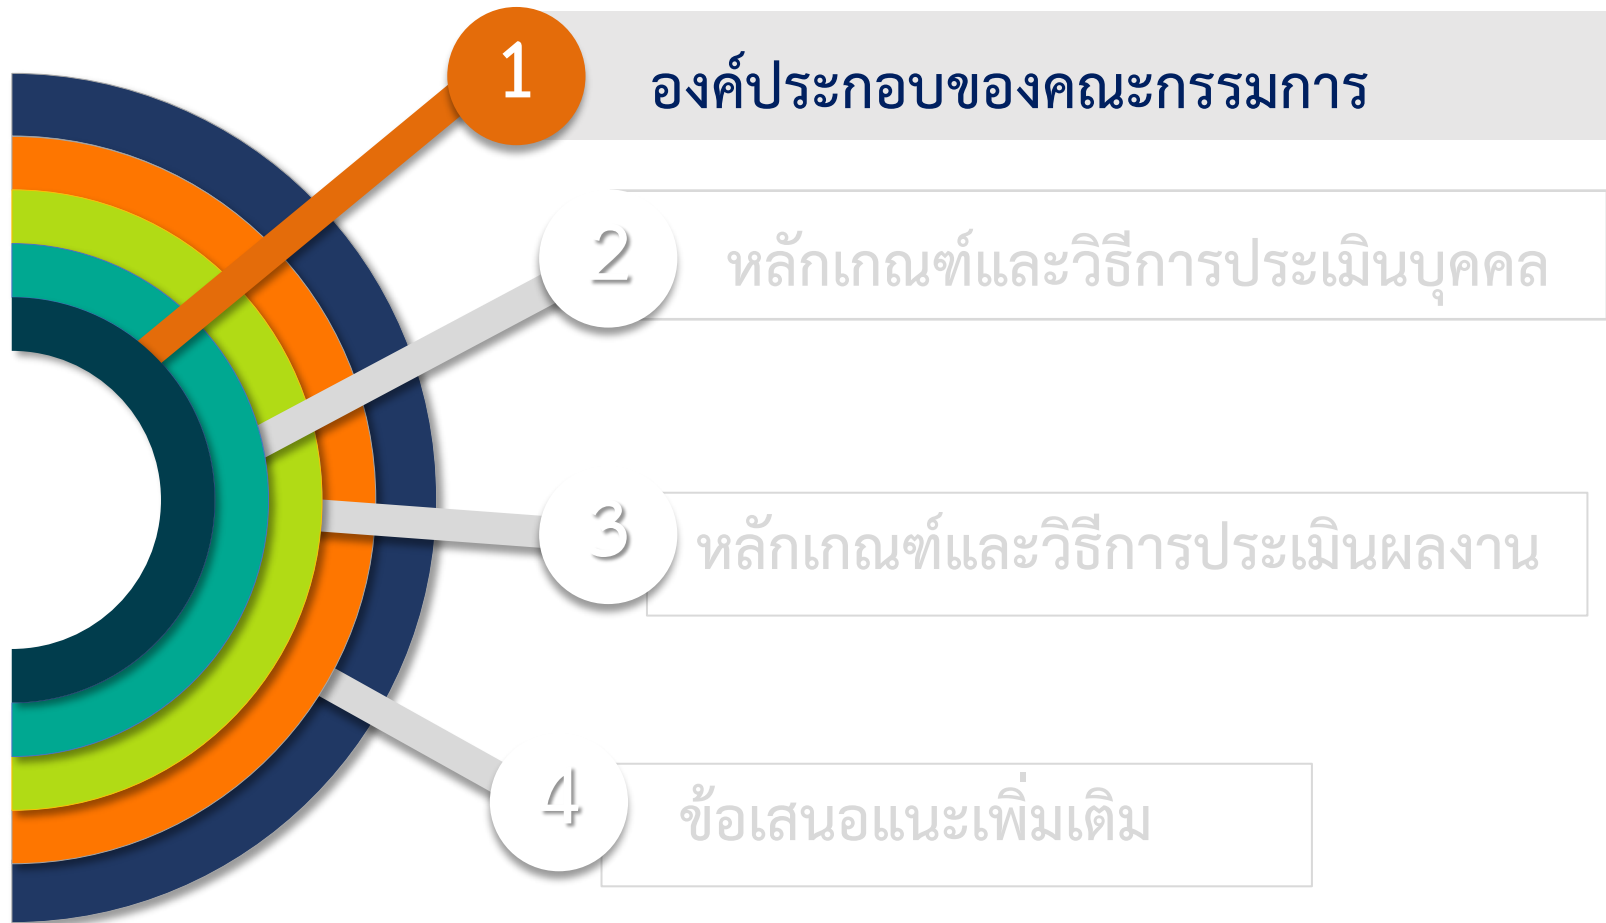 1
องค์ประกอบของคณะกรรมการ
2
หลักเกณฑ์และวิธีการประเมินบุคคล
3
หลักเกณฑ์และวิธีการประเมินผลงาน
4
ข้อเสนอแนะเพิ่มเติม